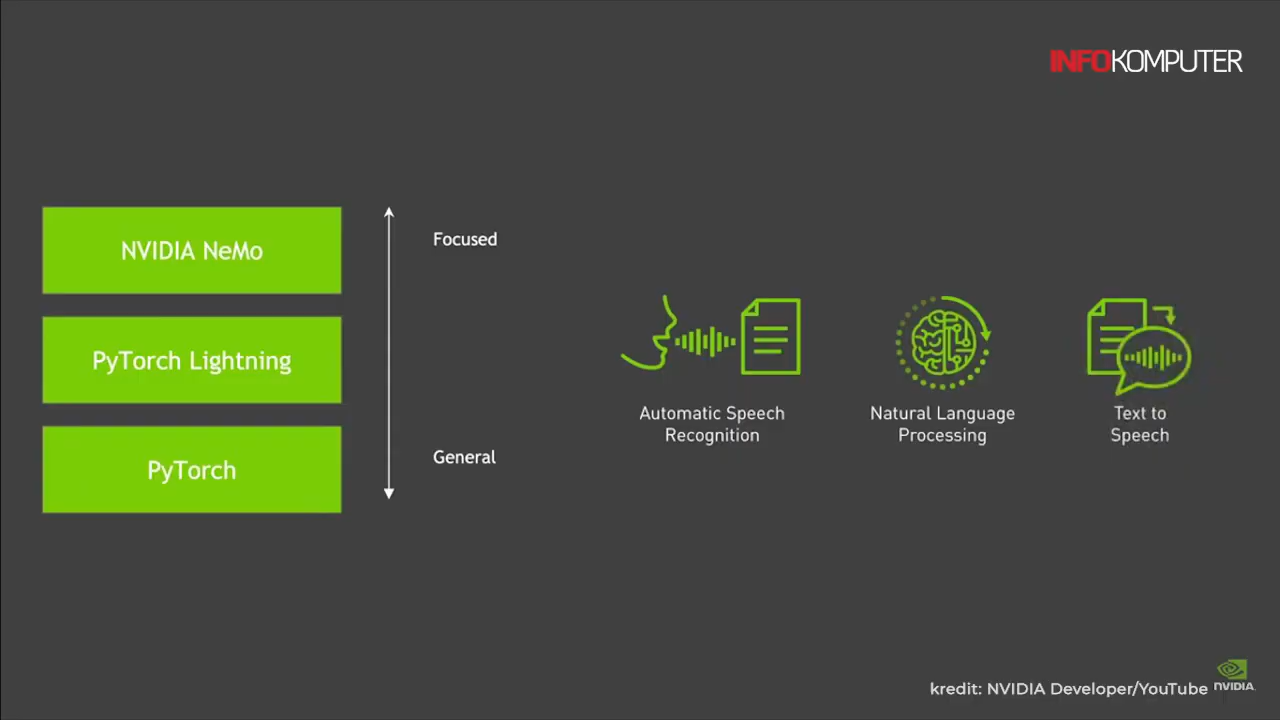 INFOKOMPUTER
NVIDIA NeMo
PyTorch Lightning
PyTorch
Focused
General
Automatic Speech
Recognition
Natural Language
Processing
Text to
Speech
kredit: NVIDIA Developer/YouTube
NVIDIA.